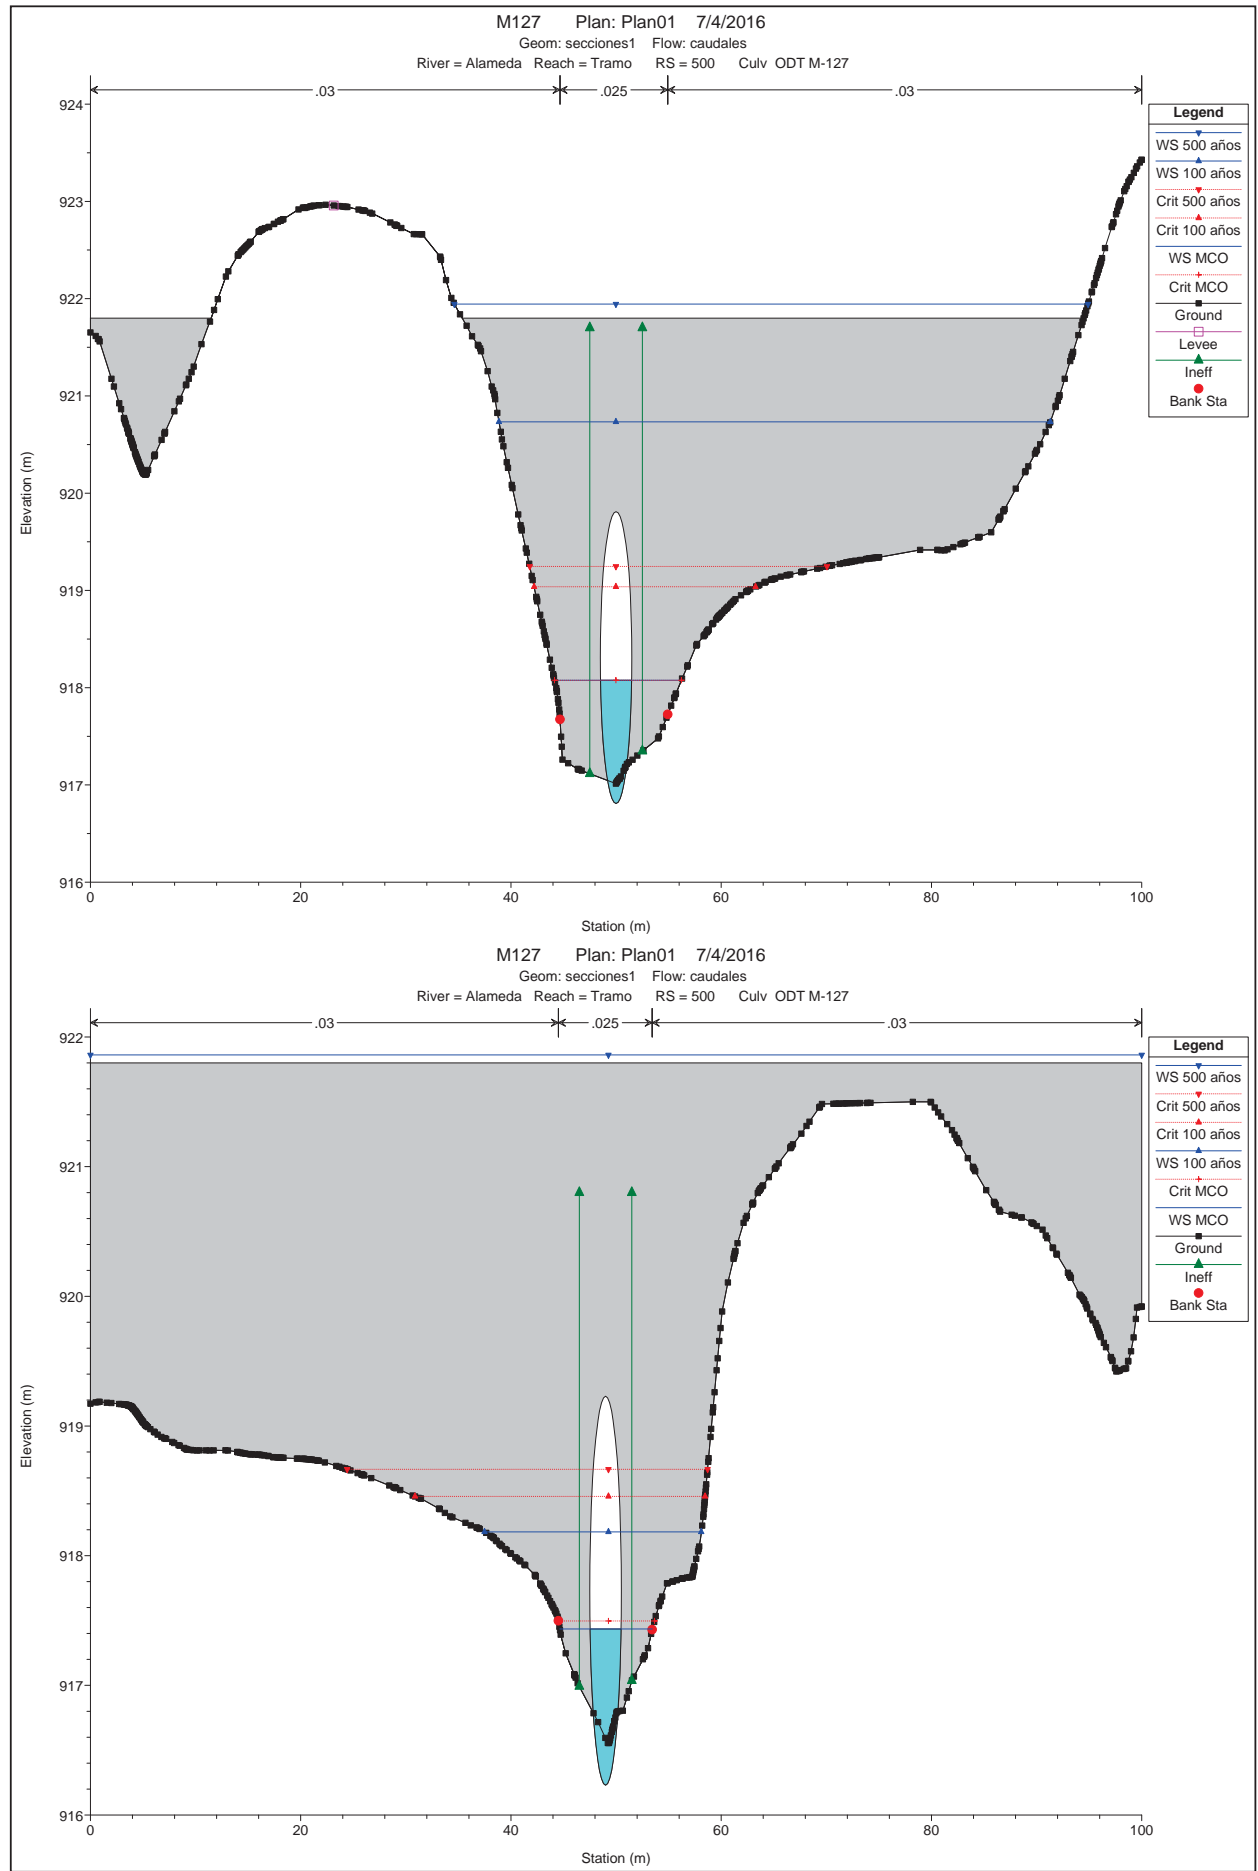 M127 Plan: Plan01 7/4/2016
Geom: secciones1 Flow: caudales
River = Alameda Reach = Tramo RS = 500 Culv ODT M-127
.03 .025 .03
924
923
922
921
920
919
918
917
916
Elevation (m)
0 20 40 60 80 100
Station (m)
Legend
WS 500 años
WS 100 años
Crit 500 años
Crit 100 años
WS MCO
Crit MCO
Ground
Levee
Ineff
Bank Sta
M127 Plan: Plan01 7/4/2016
Geom: secciones1 Flow: caudales
River = Alameda Reach = Tramo RS = 500 Culv ODT M-127
.03 .025 .03
922
921
920
919
918
917
916
Elevation (m)
0 20 40 60 80 100
Station (m)
Legend
WS 500 años
Crit 500 años
Crit 100 años
WS 100 años
Crit MCO
WS MCO
Ground
Ineff
Bank Sta